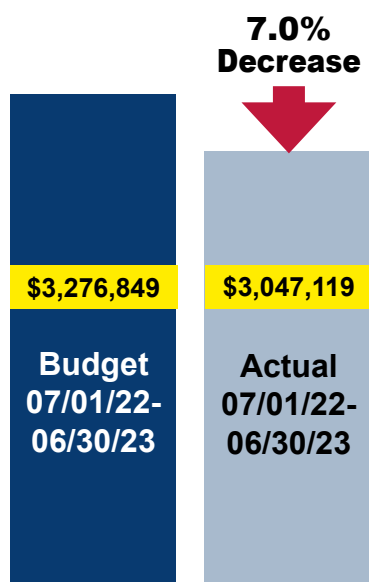 7.0%
Decrease
$3,276,849
Budget
07/01/22-
06/30/23
$3,047,119
Actual
07/01/22-
06/30/23